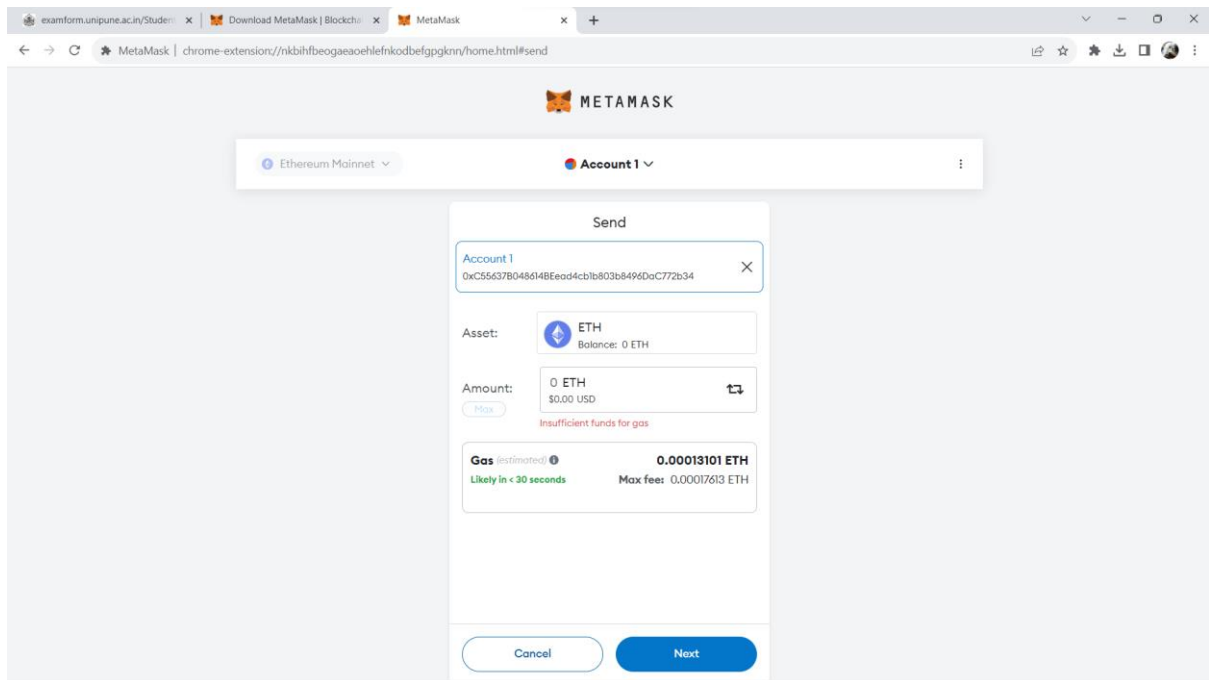 examform.unipune.ac.in/Student
Download MetaMask | Blockcha
MetaMask
MetaMask | chrome-extension://nkbihfbeogaeaoehlefnkodbefgpgknn/home.html#send
METAMASK
Ethereum Mainnet
Account 1
Send
Account 1
0xC55637B048614BEead4cb1b803b8496DaC772b34
Asset:
ETH
Balance: 0 ETH
Amount:
Max
0 ETH
$0.00 USD
Insufficient funds for gas
Gas (estimated) 0.00013101 ETH
Likely in < 30 seconds Max fee: 0.00017613 ETH
Cancel
Next